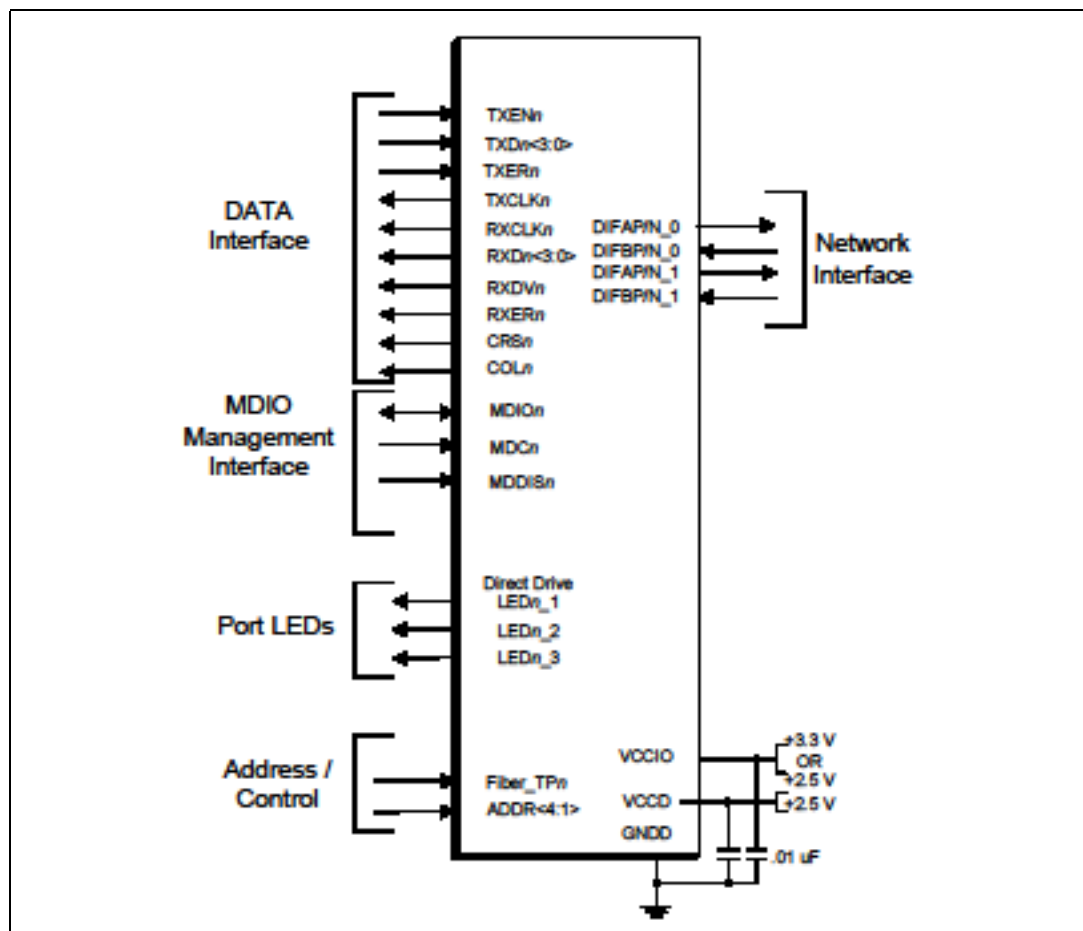 DATA
Interface
TXENn
TXDn<3:0>
TXERn
TXCLKn
RXCLKn
RXDn<3:0>
RXDVn
RXERn
CRSn
COLn
MDIO
Management
Interface
MDIOn
MDCn
MDDISn
Port LEDs
Direct Drive
LEDn_1
LEDn_2
LEDn_3
Address /
Control
Fiber_TPn
ADDR<4:1>
DIFAP/N_0
DIFBP/N_0
DIFAP/N_1
DIFBP/N_1
Network
Interface
VCCIO
+3.3 V
OR
+2.5 V
VCCD
+2.5 V
GNDD
.01 uF